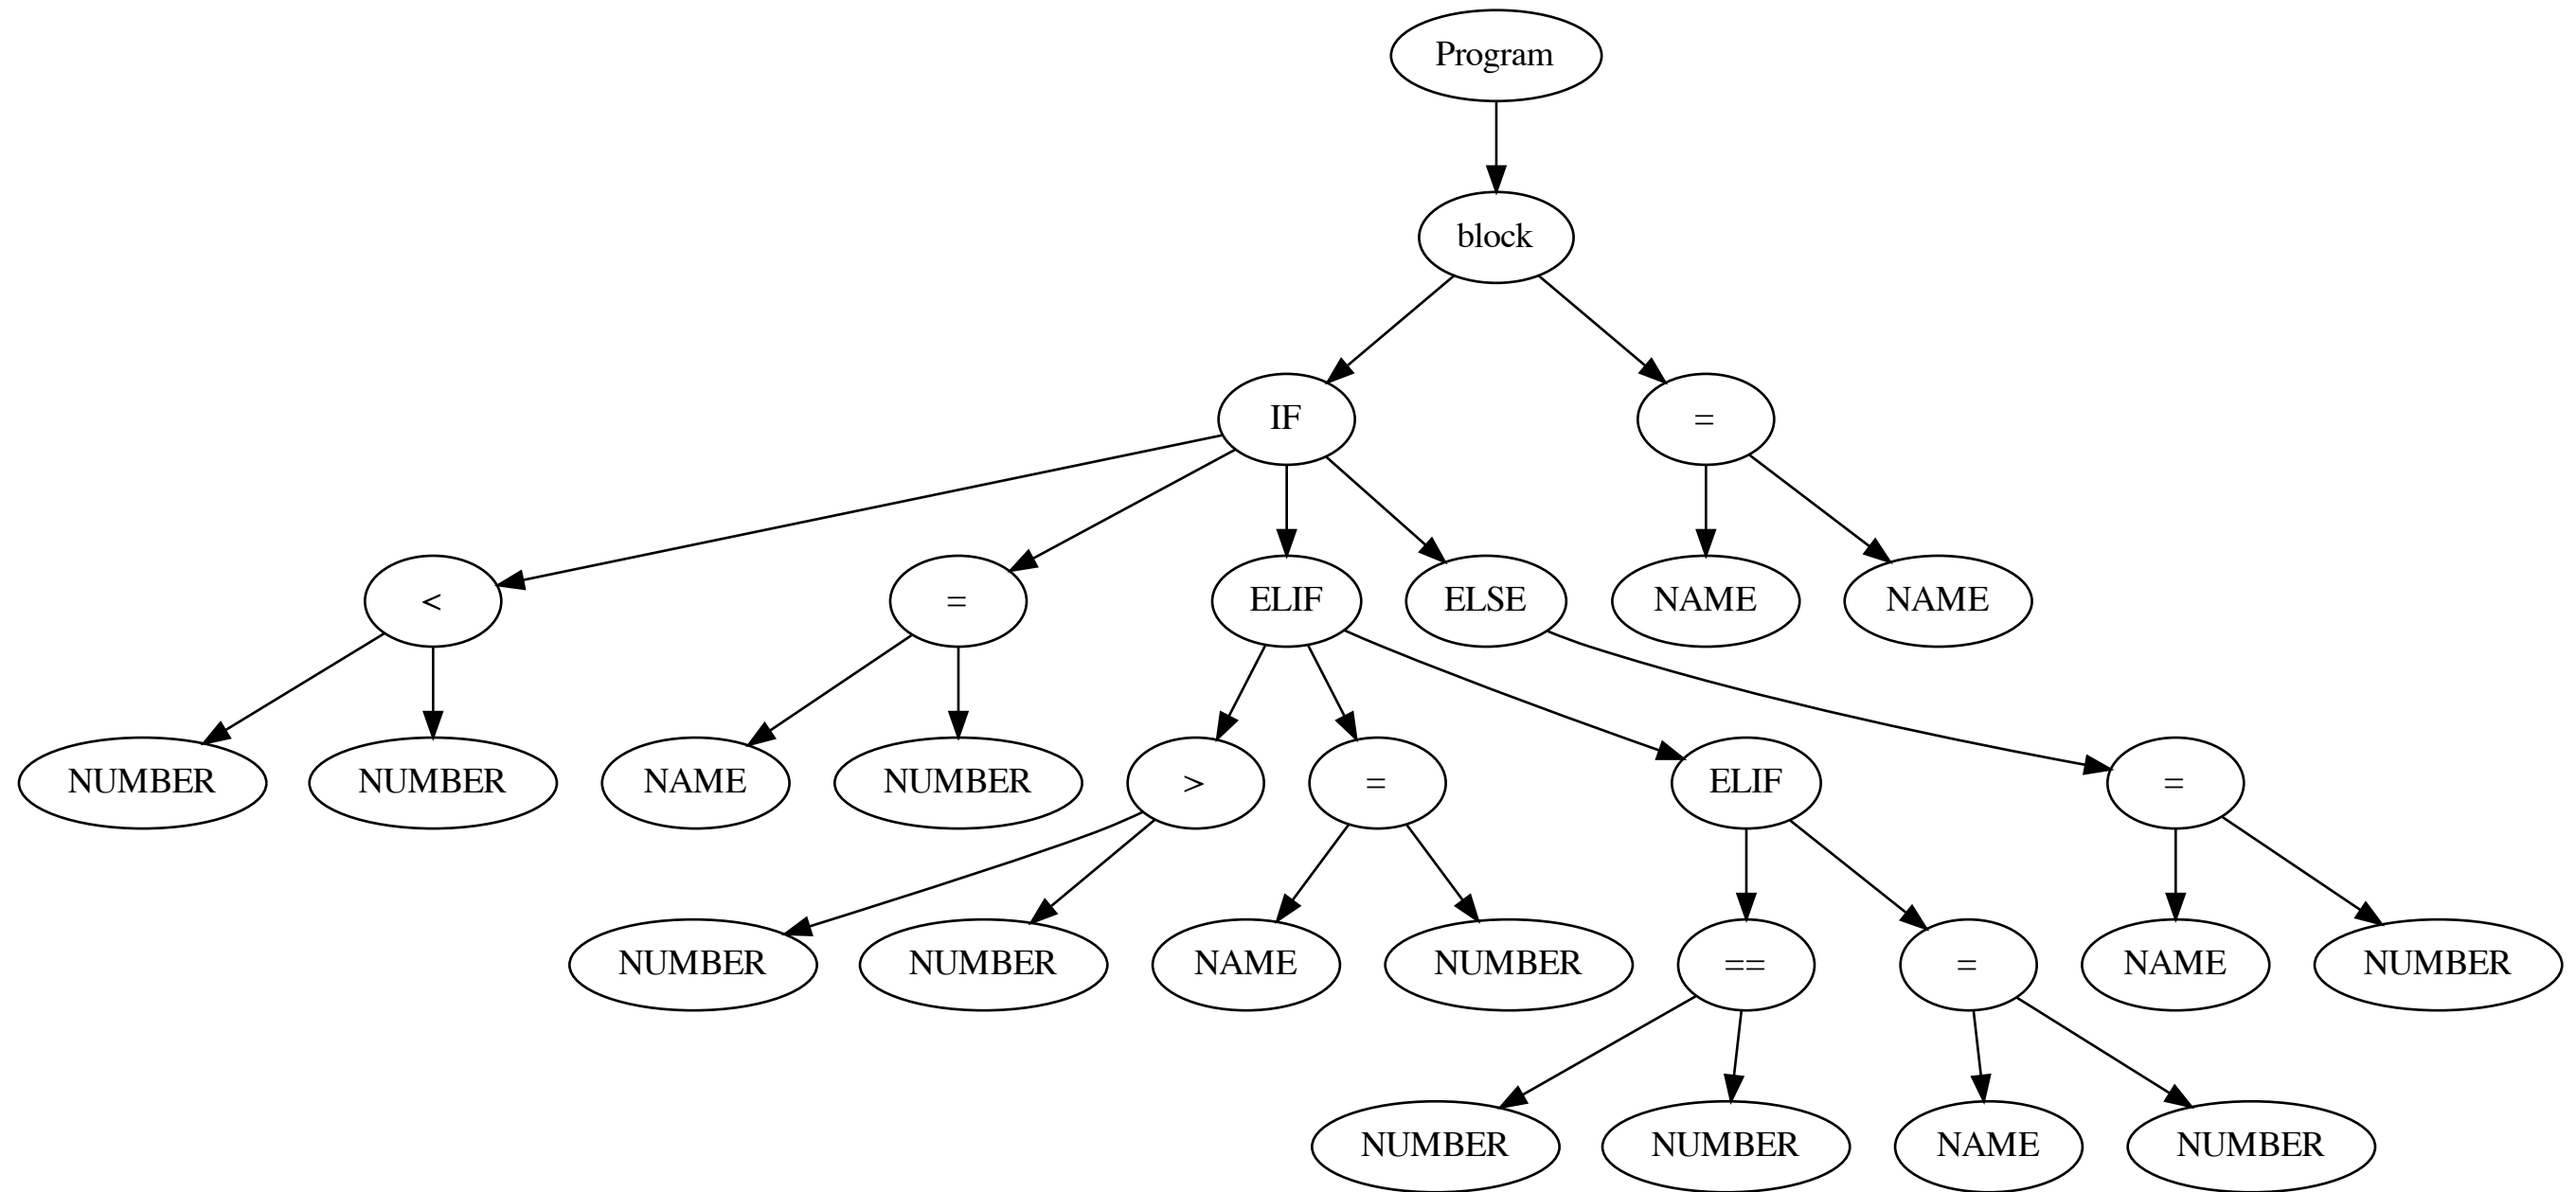 Program
block
IF
=
<
=
ELIF
ELSE
NAME
NAME
NUMBER
NUMBER
NAME
NUMBER
>
=
ELIF
=
NUMBER
NUMBER
NAME
NUMBER
==
=
NAME
NUMBER
NUMBER
NUMBER
NAME
NUMBER